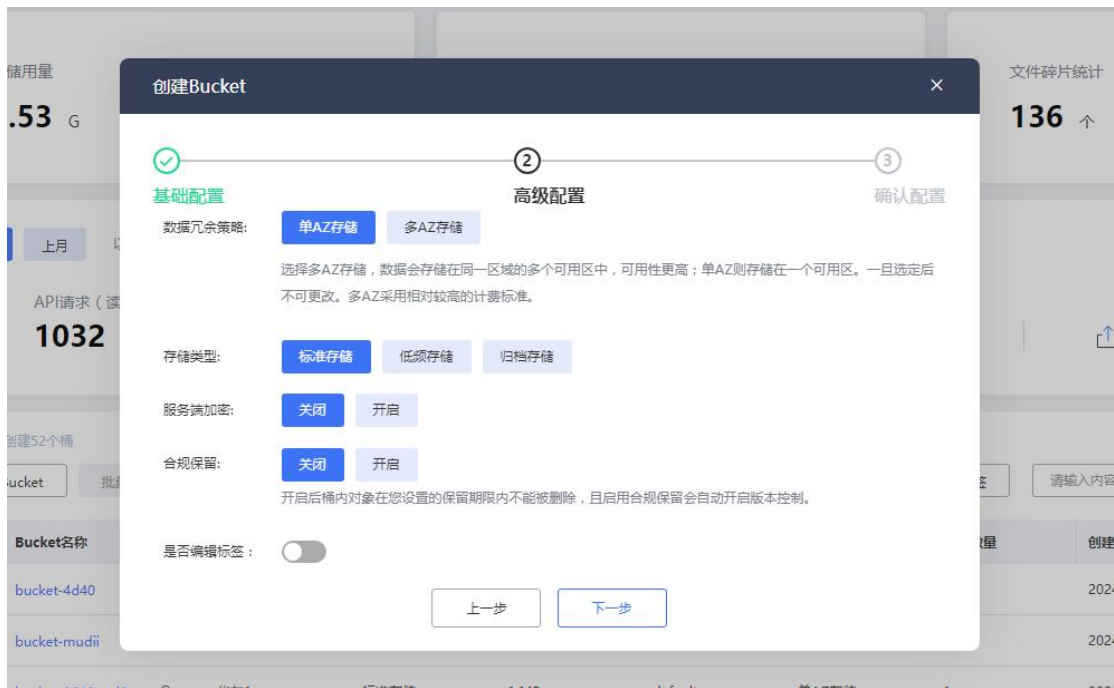 储用量
.53 G
文件碎片统计
136 个
创建Bucket
基础配置
2
高级配置
3
确认配置
上月
API请求（读
1032
数据冗余策略:
单AZ存储
多AZ存储
选择多AZ存储，数据会存储在同一区域的多个可用区中，可用性更高；单AZ则存储在一个可用区。一旦选定后
不可更改。多AZ采用相对较高的计费标准。
存储类型:
标准存储
低频存储
归档存储
服务端加密:
关闭
开启
合规保留:
关闭
开启
开启后桶内对象在您设置的保留期限内不能被删除，且启用合规保留会自动开启版本控制。
是否编辑标签：
上一步
下一步
创建52个桶
ucket
请输入内容
Bucket名称
创建
bucket-4d40
202
bucket-mudii
202